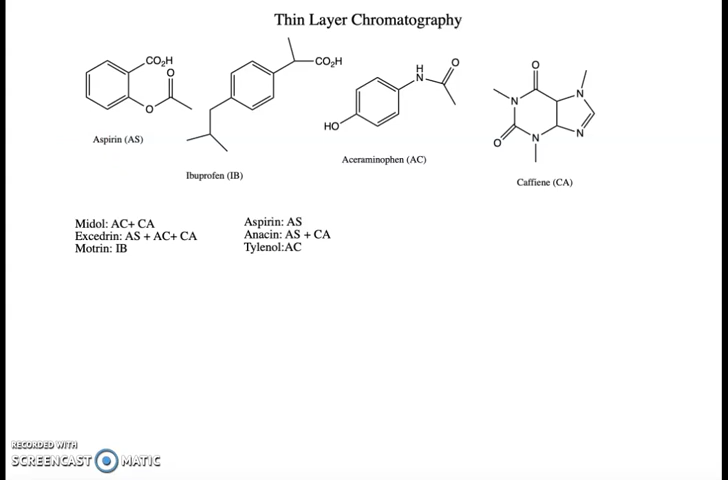 Thin Layer Chromatography
CO₂H
O
O
Aspirin (AS)
CO₂H
Ibuprofen (IB)
H
N
O
HO
Aceraminophen (AC)
O
N
N
O
N
N
Caffiene (CA)
Midol: AC+ CA
Excedrin: AS + AC+ CA
Motrin: IB
Aspirin: AS
Anacin: AS + CA
Tylenol:AC
RECORDED WITH
SCREENCAST MATIC